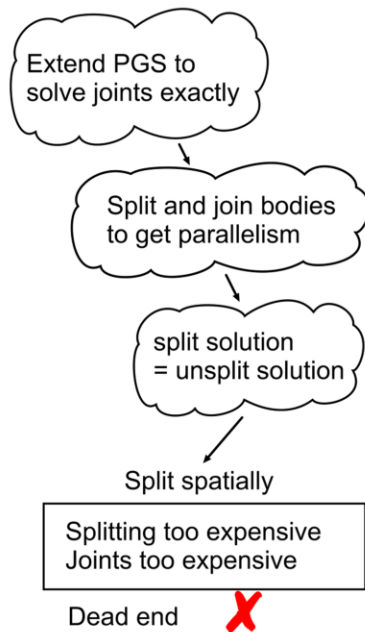 Extend PGS to
solve joints exactly
Split and join bodies
to get parallelism
split solution
= unsplit solution
Split spatially
Splitting too expensive
Joints too expensive
Dead end